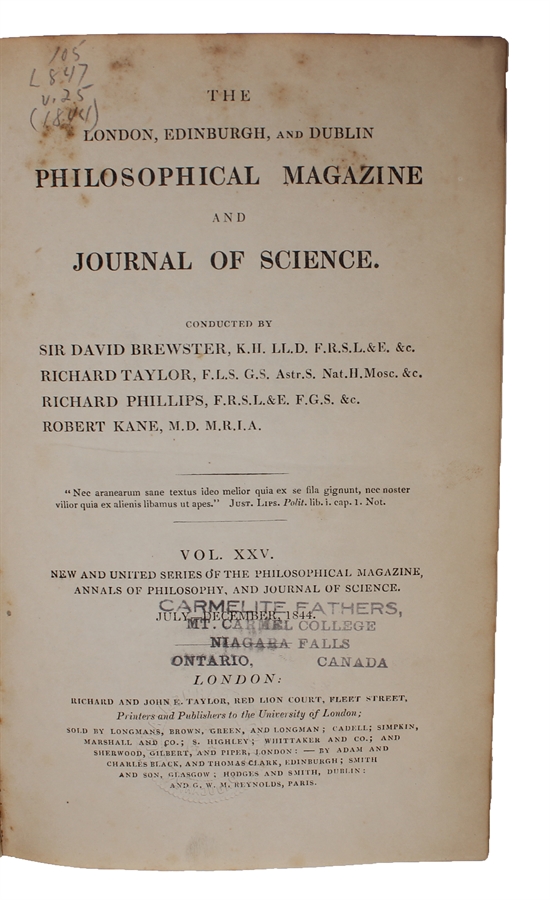 105
L847
v.25
(1844)
THE
LONDON, EDINBURGH, AND DUBLIN
PHILOSOPHICAL MAGAZINE
AND
JOURNAL OF SCIENCE.
CONDUCTED BY
SIR DAVID BREWSTER, K.H. LL.D. F.R.S.L.&E. &c.
RICHARD TAYLOR, F.L.S. G.S. Astr.S. Nat.H.Mosc. &c.
RICHARD PHILLIPS, F.R.S.L.&E. F.G.S. &c.
ROBERT KANE, M.D. M.R.I.A.
"Nec aranearum sane textus ideo melior quia ex se fila gignunt, nec noster
vilior quia ex alienis libamus ut apes." JUST. LIPS. Polit. lib. i. cap. 1. Not.
VOL. XXV.
NEW AND UNITED SERIES OF THE PHILOSOPHICAL MAGAZINE,
ANNALS OF PHILOSOPHY, AND JOURNAL OF SCIENCE.
CARMELITE FATHERS,
JULY—DECEMBER, 1844.
MT. CARMEL COLLEGE
NIAGARA FALLS
ONTARIO, CANADA
LONDON:
RICHARD AND JOHN E. TAYLOR, RED LION COURT, FLEET STREET,
Printers and Publishers to the University of London;
SOLD BY LONGMANS, BROWN, GREEN, AND LONGMAN; CADELL; SIMPKIN,
MARSHALL AND CO.; S. HIGHLEY; WHITTAKER AND CO.; AND
SHERWOOD, GILBERT, AND PIPER, LONDON: — BY ADAM AND
CHARLES BLACK, AND THOMAS CLARK, EDINBURGH; SMITH
AND SON, GLASGOW; HODGES AND SMITH, DUBLIN:
AND G. W. M. REYNOLDS, PARIS.